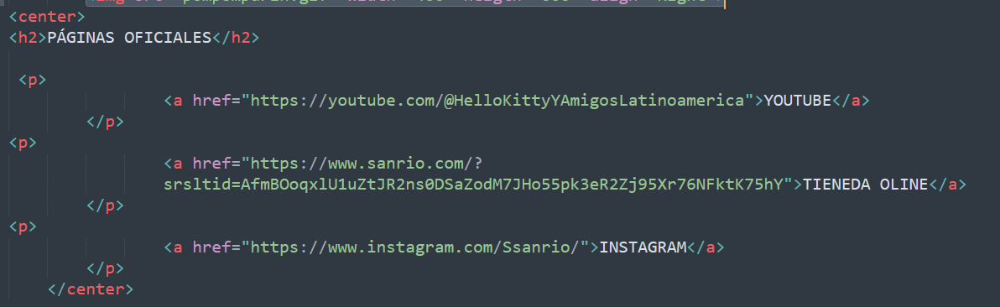 <center>
<h2>PÁGINAS OFICIALES</h2>
<p>
<a href="https://youtube.com/@HelloKittyYAmigosLatinoamerica">YOUTUBE</a>
</p>
<p>
<a href="https://www.sanrio.com/?
srsltid=AfmBOoqxlU1uZtJR2ns0DSaZodM7JHo55pk3eR2Zj95Xr76NFktK75hY">TIENEDA OLINE</a>
</p>
<p>
<a href="https://www.instagram.com/Ssanrio/">INSTAGRAM</a>
</p>
</center>